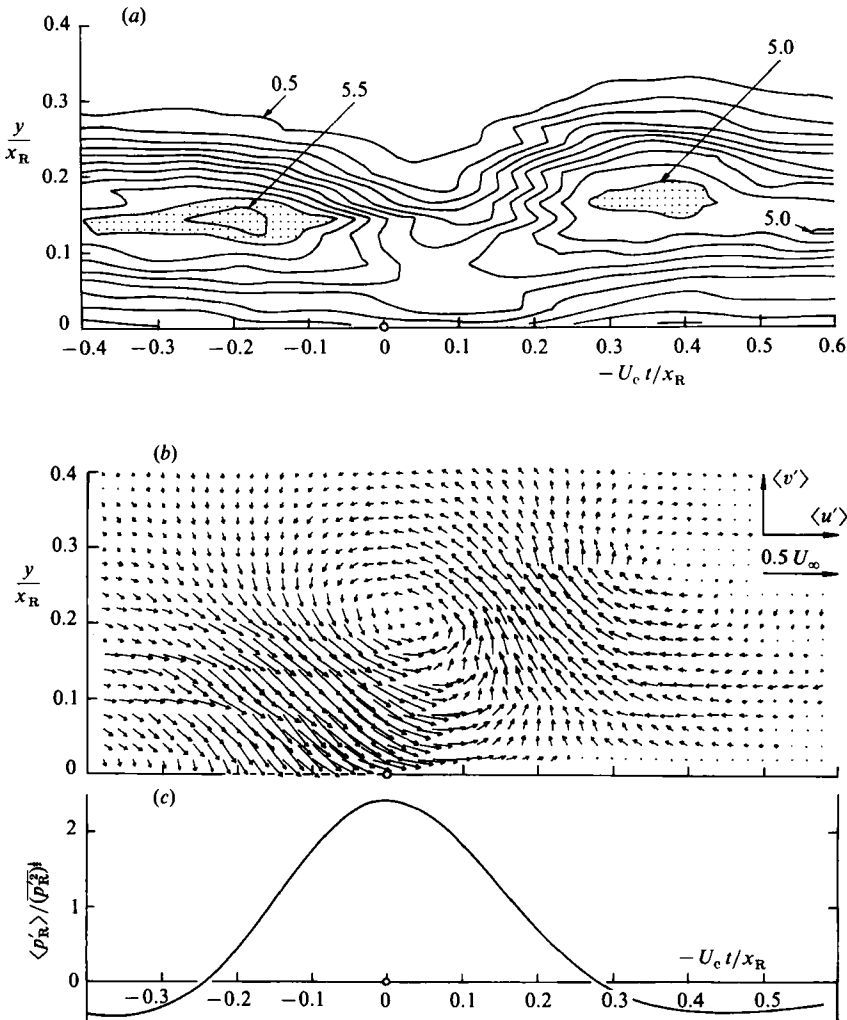 (a)
0.4
0.3
0.2
0.1
0
y/x_R
0.5
5.5
5.0
5.0
−0.4 −0.3 −0.2 −0.1 0 0.1 0.2 0.3 0.4 0.5 0.6
−U_c t/x_R
(b)
0.4
0.3
0.2
0.1
0
y/x_R
⟨v′⟩
⟨u′⟩
0.5 U_∞
(c)
2
1
0
⟨p′_R⟩/(p′²_R)^½
−U_c t/x_R
−0.3 −0.2 −0.1 0 0.1 0.2 0.3 0.4 0.5